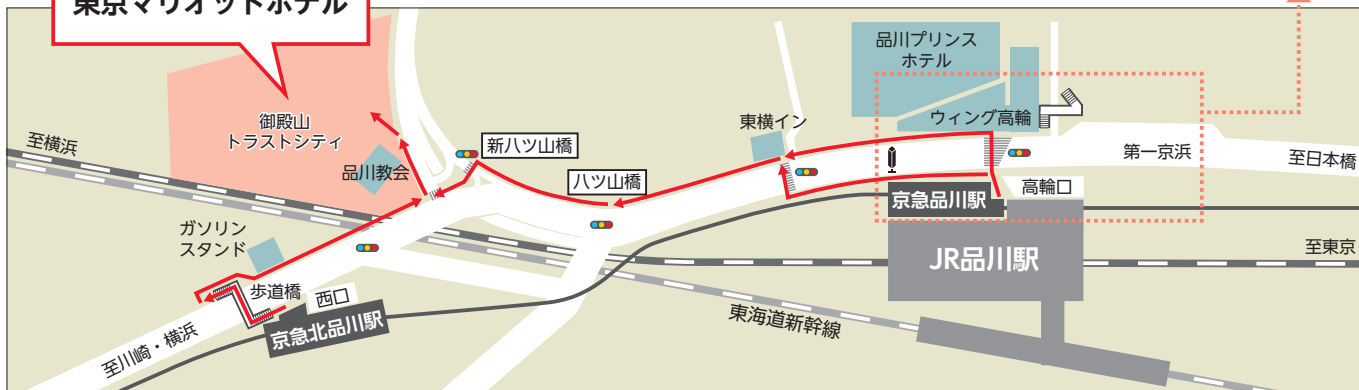 東京マリオットホテル
御殿山
トラストシティ
至横浜
品川教会
新八ツ山橋
八ツ山橋
東横イン
品川プリンス
ホテル
ウィング高輪
第一京浜
至日本橋
高輪口
京急品川駅
JR品川駅
至東京
ガソリン
スタンド
歩道橋
西口
京急北品川駅
至川崎・横浜
東海道新幹線